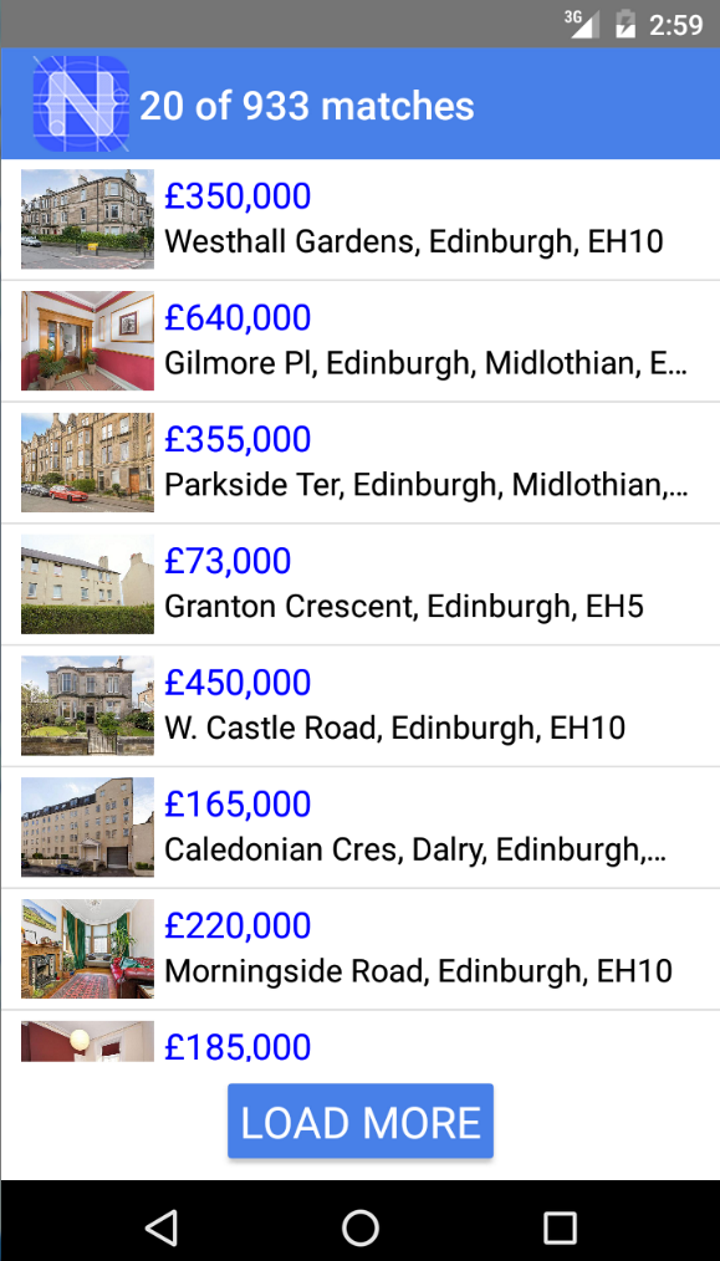 3G 2:59
N 20 of 933 matches
£350,000
Westhall Gardens, Edinburgh, EH10
£640,000
Gilmore Pl, Edinburgh, Midlothian, E...
£355,000
Parkside Ter, Edinburgh, Midlothian,...
£73,000
Granton Crescent, Edinburgh, EH5
£450,000
W. Castle Road, Edinburgh, EH10
£165,000
Caledonian Cres, Dalry, Edinburgh,...
£220,000
Morningside Road, Edinburgh, EH10
£185,000
LOAD MORE